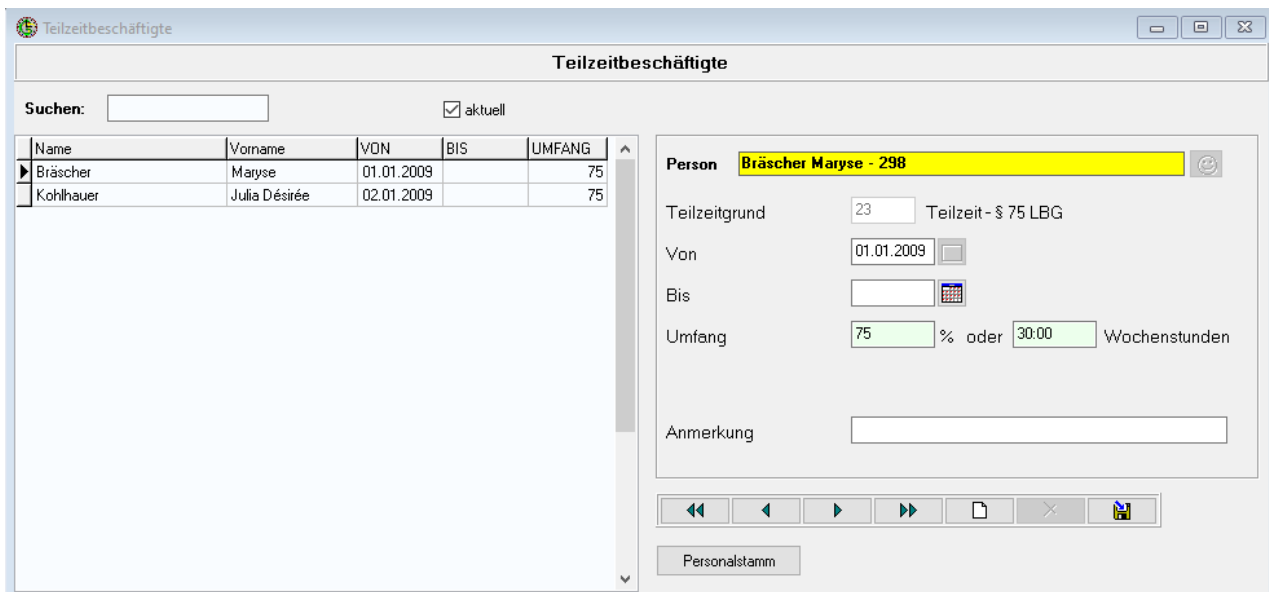 Teilzeitbeschäftigte
Teilzeitbeschäftigte
Suchen:
aktuell
Name Vorname VON BIS UMFANG
Bräscher Maryse 01.01.2009 75
Kohlhauer Julia Désirée 02.01.2009 75
Person Bräscher Maryse - 298
Teilzeitgrund 23 Teilzeit - § 75 LBG
Von 01.01.2009
Bis
Umfang 75 % oder 30:00 Wochenstunden
Anmerkung
Personalstamm